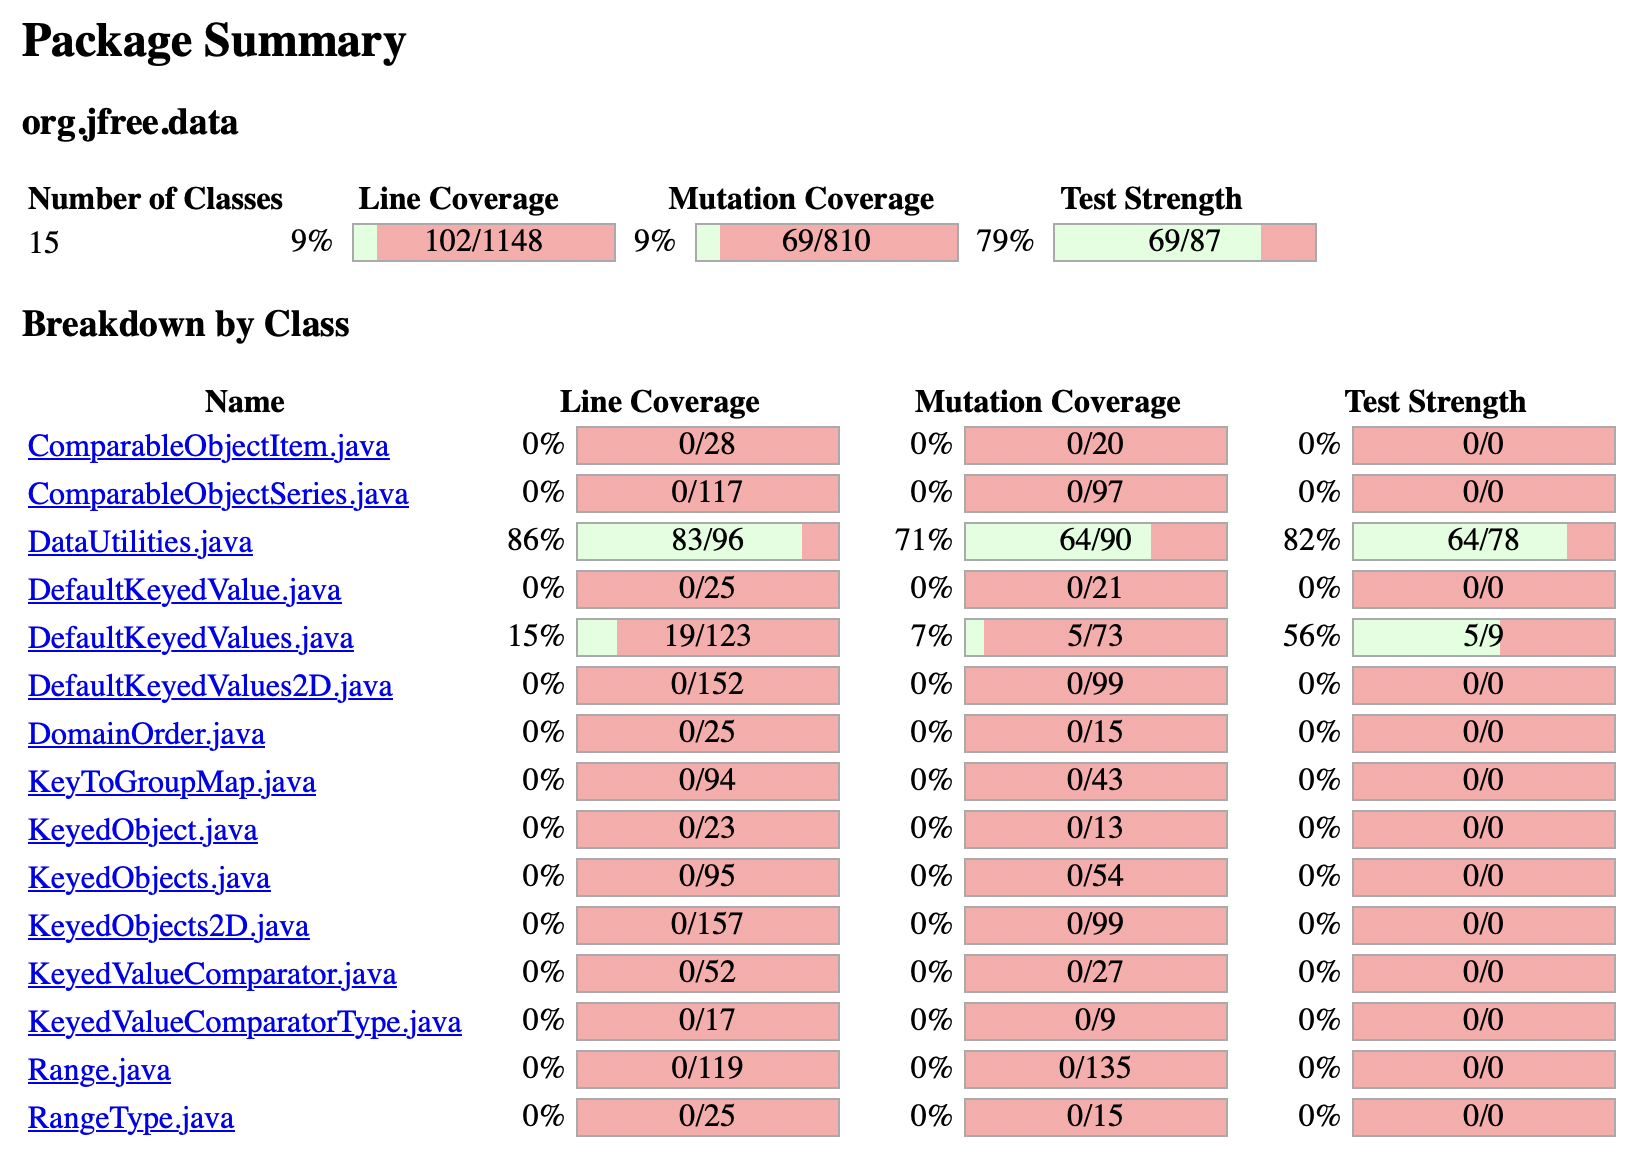 Package Summary
org.jfree.data
Number of Classes Line Coverage Mutation Coverage Test Strength
15 9% 102/1148 9% 69/810 79% 69/87
Breakdown by Class
Name Line Coverage Mutation Coverage Test Strength
ComparableObjectItem.java 0% 0/28 0% 0/20 0% 0/0
ComparableObjectSeries.java 0% 0/117 0% 0/97 0% 0/0
DataUtilities.java 86% 83/96 71% 64/90 82% 64/78
DefaultKeyedValue.java 0% 0/25 0% 0/21 0% 0/0
DefaultKeyedValues.java 15% 19/123 7% 5/73 56% 5/9
DefaultKeyedValues2D.java 0% 0/152 0% 0/99 0% 0/0
DomainOrder.java 0% 0/25 0% 0/15 0% 0/0
KeyToGroupMap.java 0% 0/94 0% 0/43 0% 0/0
KeyedObject.java 0% 0/23 0% 0/13 0% 0/0
KeyedObjects.java 0% 0/95 0% 0/54 0% 0/0
KeyedObjects2D.java 0% 0/157 0% 0/99 0% 0/0
KeyedValueComparator.java 0% 0/52 0% 0/27 0% 0/0
KeyedValueComparatorType.java 0% 0/17 0% 0/9 0% 0/0
Range.java 0% 0/119 0% 0/135 0% 0/0
RangeType.java 0% 0/25 0% 0/15 0% 0/0